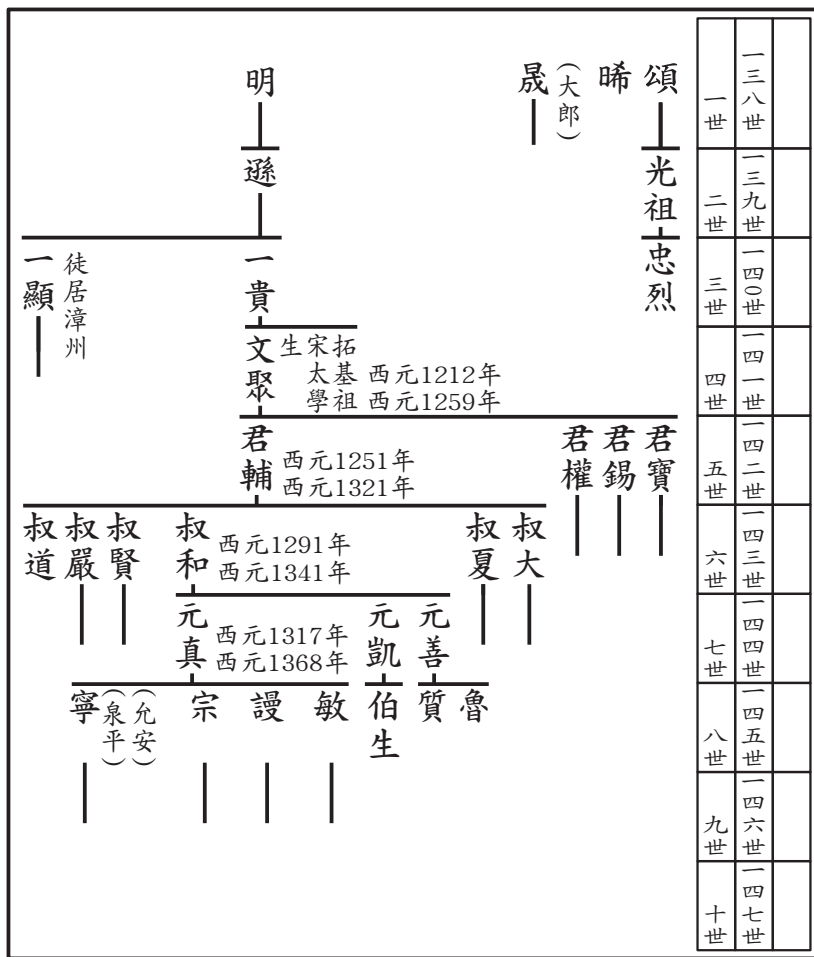 一三八世
一世
一三九世
二世
一四〇世
三世
一四一世
四世
一四二世
五世
一四三世
六世
一四四世
七世
一四五世
八世
一四六世
九世
一四七世
十世
頌
晞
晟
(大郎)
明
光祖
遜
忠烈
一貴
一顯
徒居漳州
文聚
拓基祖
宋太學
生
西元1212年
西元1259年
君寶
君錫
君權
君輔
西元1251年
西元1321年
叔大
叔夏
叔和
西元1291年
西元1341年
叔賢
叔嚴
叔道
元善
元凱
元真
西元1317年
西元1368年
魯
質
伯生
敏
謾
宗
寧
(允安)
(泉平)